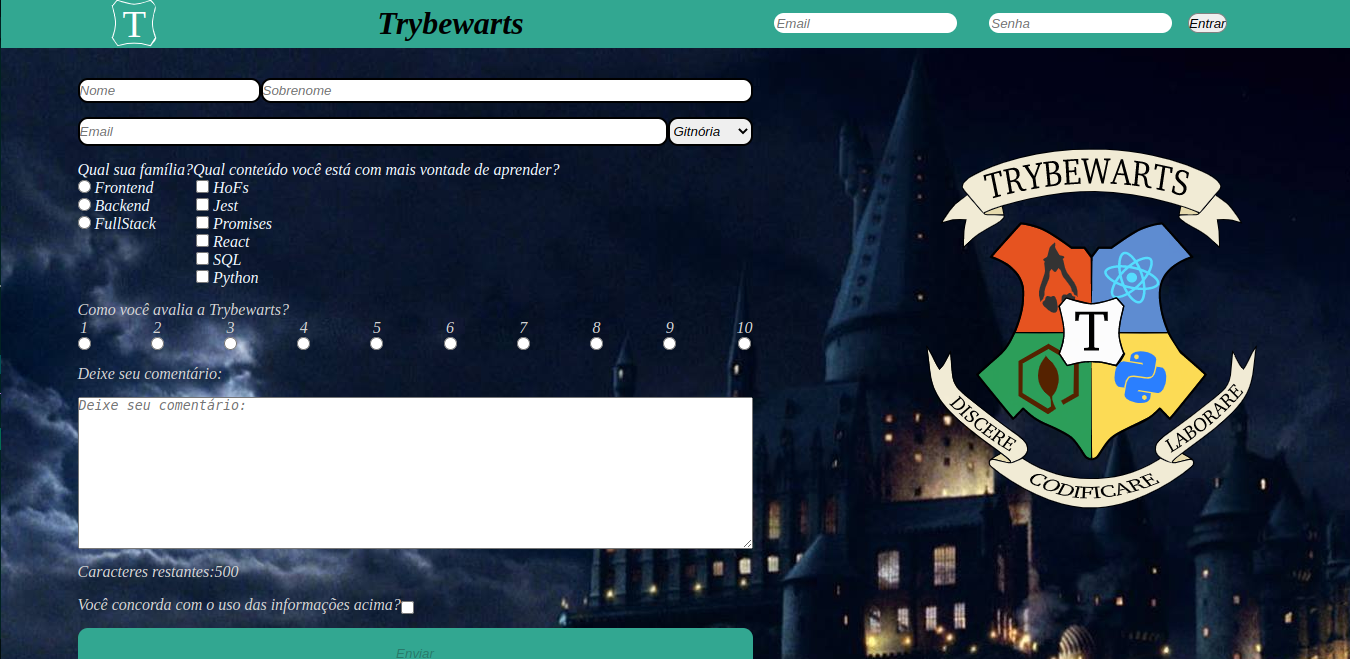 T
Trybewarts
Email
Senha
Entrar
Nome
Sobrenome
Email
Gitnória
Qual sua família?
Frontend
Backend
FullStack
Qual conteúdo você está com mais vontade de aprender?
HoFs
Jest
Promises
React
SQL
Python
Como você avalia a Trybewarts?
1 2 3 4 5 6 7 8 9 10
Deixe seu comentário:
Deixe seu comentário:
Caracteres restantes:500
Você concorda com o uso das informações acima?
Enviar
TRYBEWARTS
T
DISCERE
CODIFICARE
LABORARE